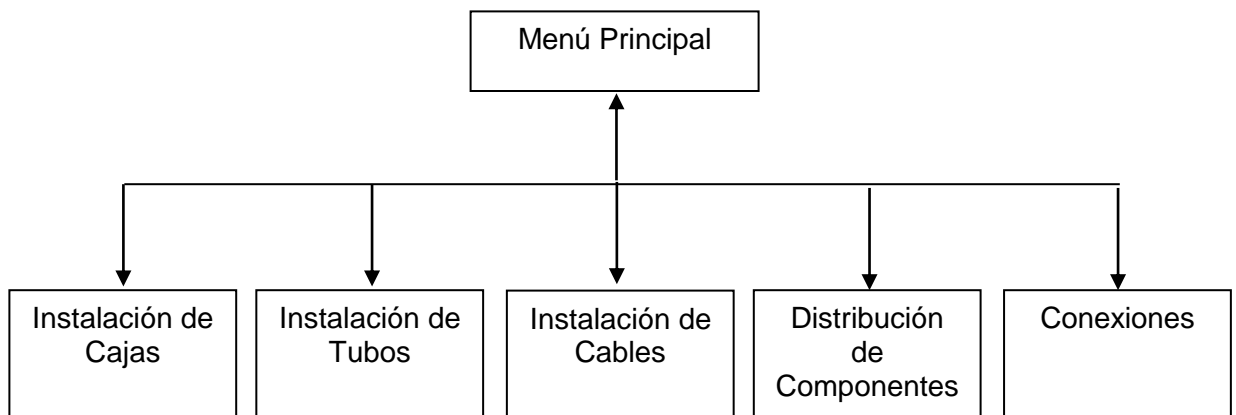 Menú Principal
Instalación de
Cajas
Instalación de
Tubos
Instalación de
Cables
Distribución
de
Componentes
Conexiones